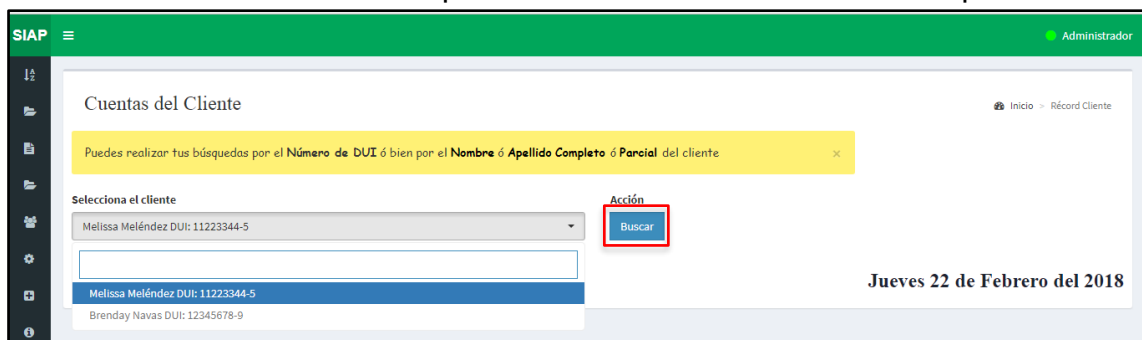 SIAP
Administrador
Cuentas del Cliente
Inicio > Récord Cliente
Puedes realizar tus búsquedas por el Número de DUI ó bien por el Nombre ó Apellido Completo ó Parcial del cliente ×
Selecciona el cliente
Acción
Melissa Meléndez DUI: 11223344-5
Buscar
Melissa Meléndez DUI: 11223344-5
Brenday Navas DUI: 12345678-9
Jueves 22 de Febrero del 2018